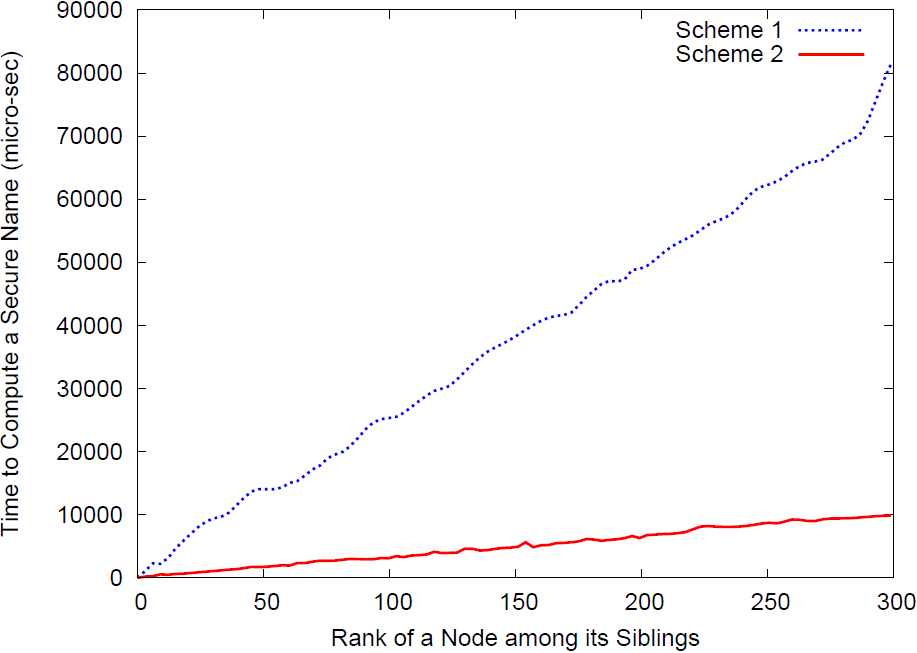 90000
80000
70000
60000
50000
40000
30000
20000
10000
0
Time to Compute a Secure Name (micro-sec)
Scheme 1
Scheme 2
0 50 100 150 200 250 300
Rank of a Node among its Siblings